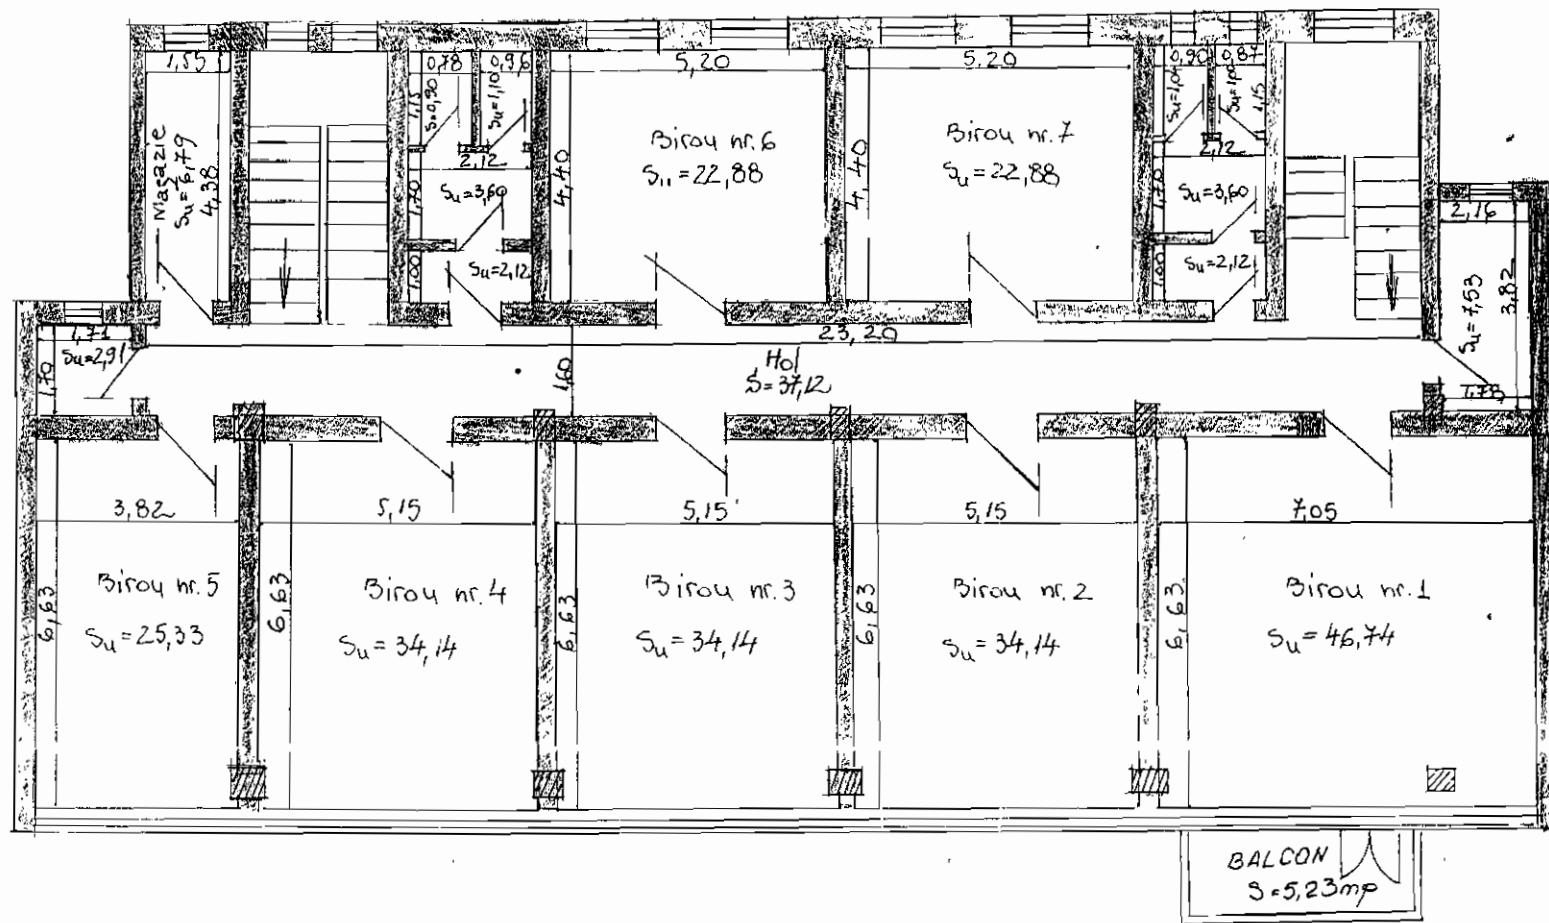 1,55
0,78
0,96
5,20
5,20
0,90
0,87
1,15
S=0,90
Su=1,10
Su=1,04
Su=1,00
1,15
Magazie
Su=6,79
4,38
2,12
Su=3,60
1,70
4,40
Birou nr. 6
S,, =22,88
4,40
Birou nr. 7
Su =22,88
2,12
1,70
Su=3,60
2,16
1,00
Su=2,12
1,00
Su=2,12
Su=7,53
3,82
1,71
Su=2,91
1,70
23,20
1,60
Hol
S=37,12
1,78
3,82
5,15
5,15
5,15
7,05
6,63
Birou nr. 5
Su =25,33
6,63
Birou nr. 4
Su = 34,14
6,63
Birou nr. 3
Su = 34,14
6,63
Birou nr. 2
Su = 34,14
6,63
Birou nr. 1
Su = 46,74
BALCON
S=5,23mp